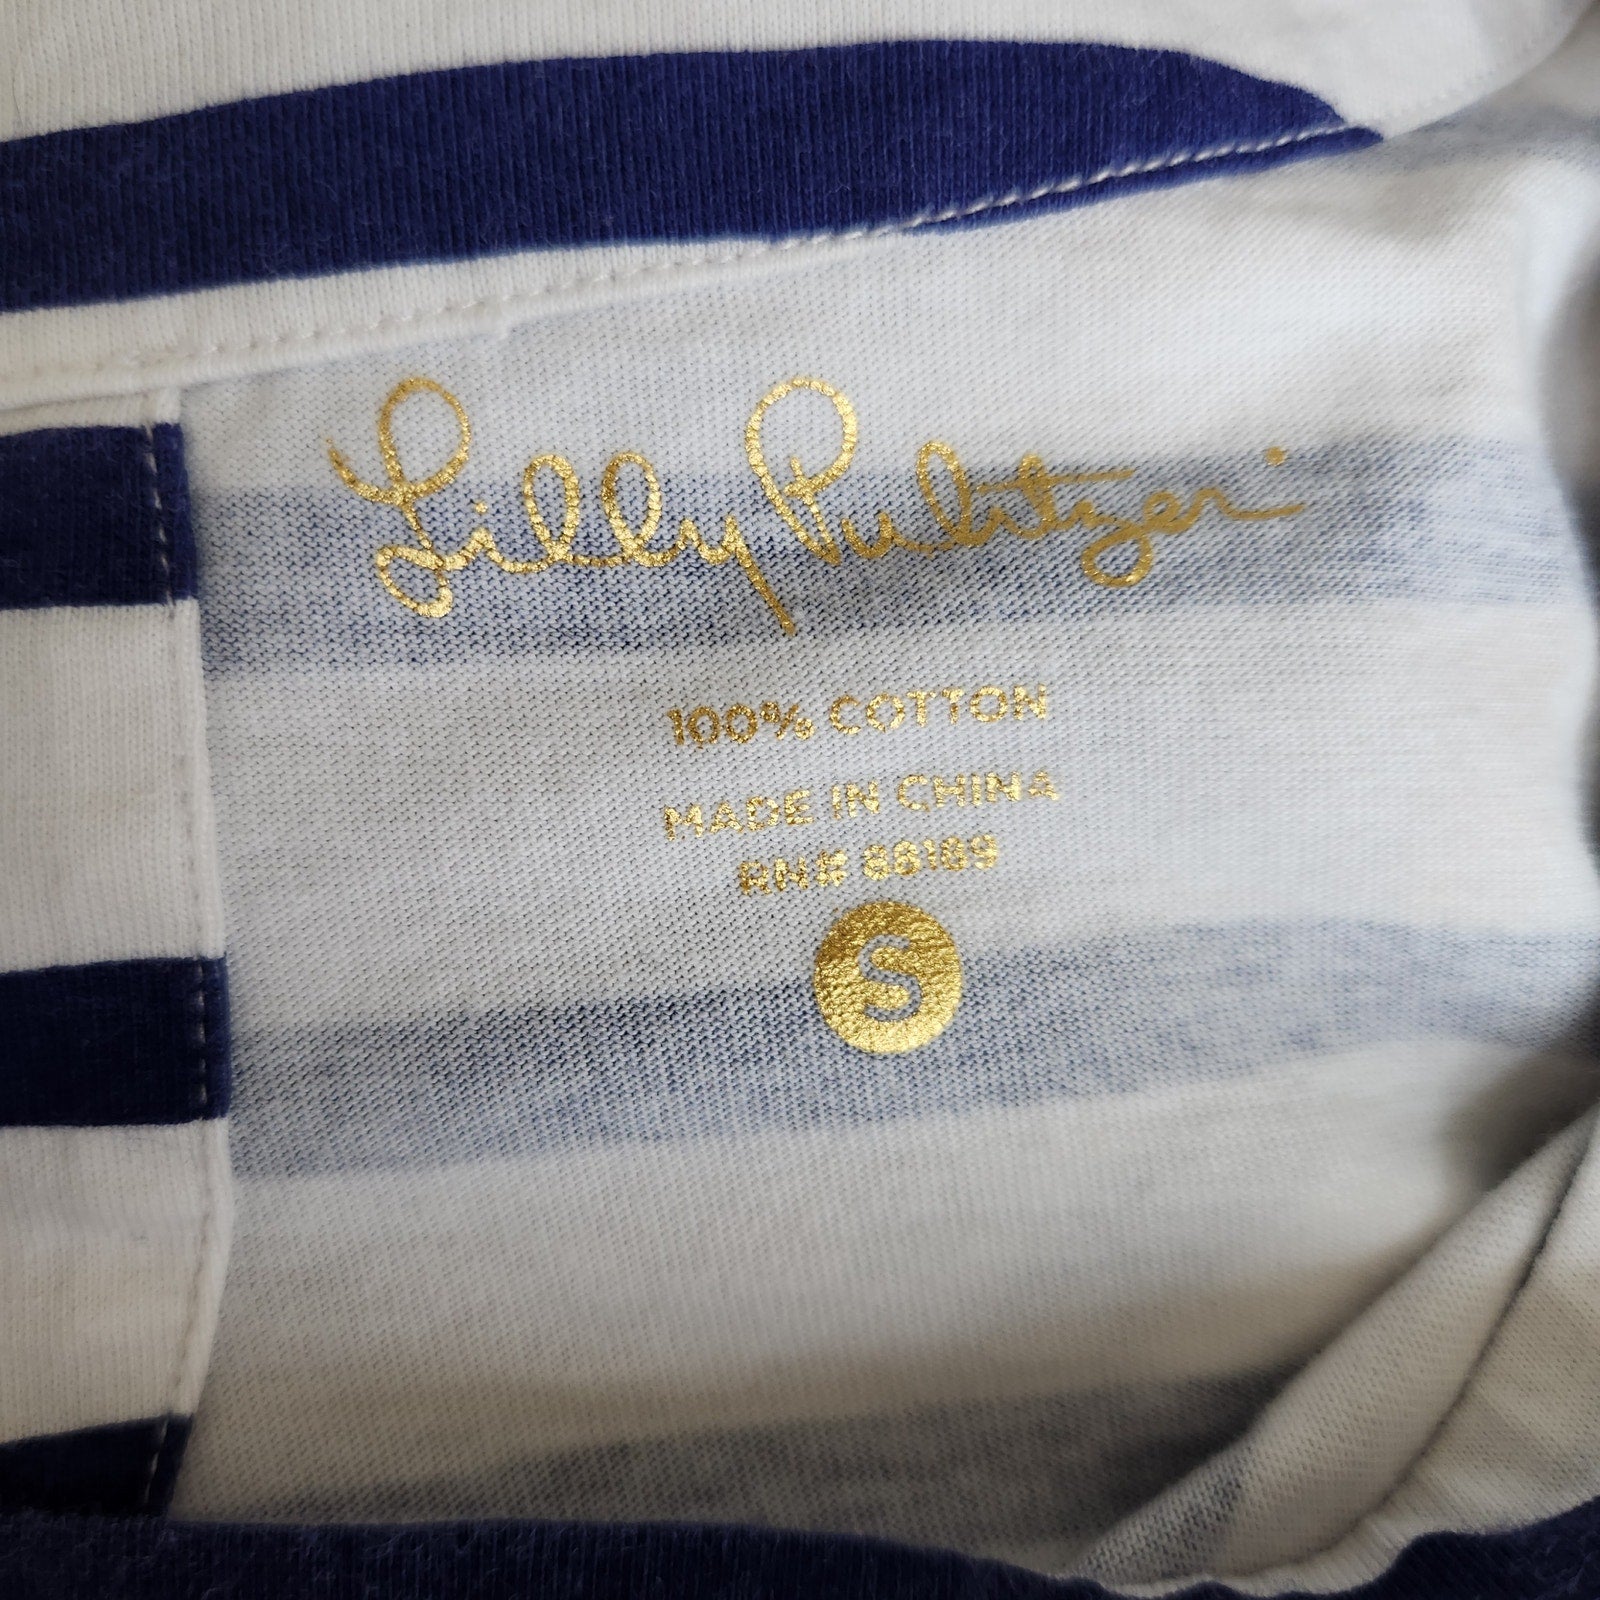 Lilly Pulitzer
100% COTTON
MADE IN CHINA
RN# 88189
S